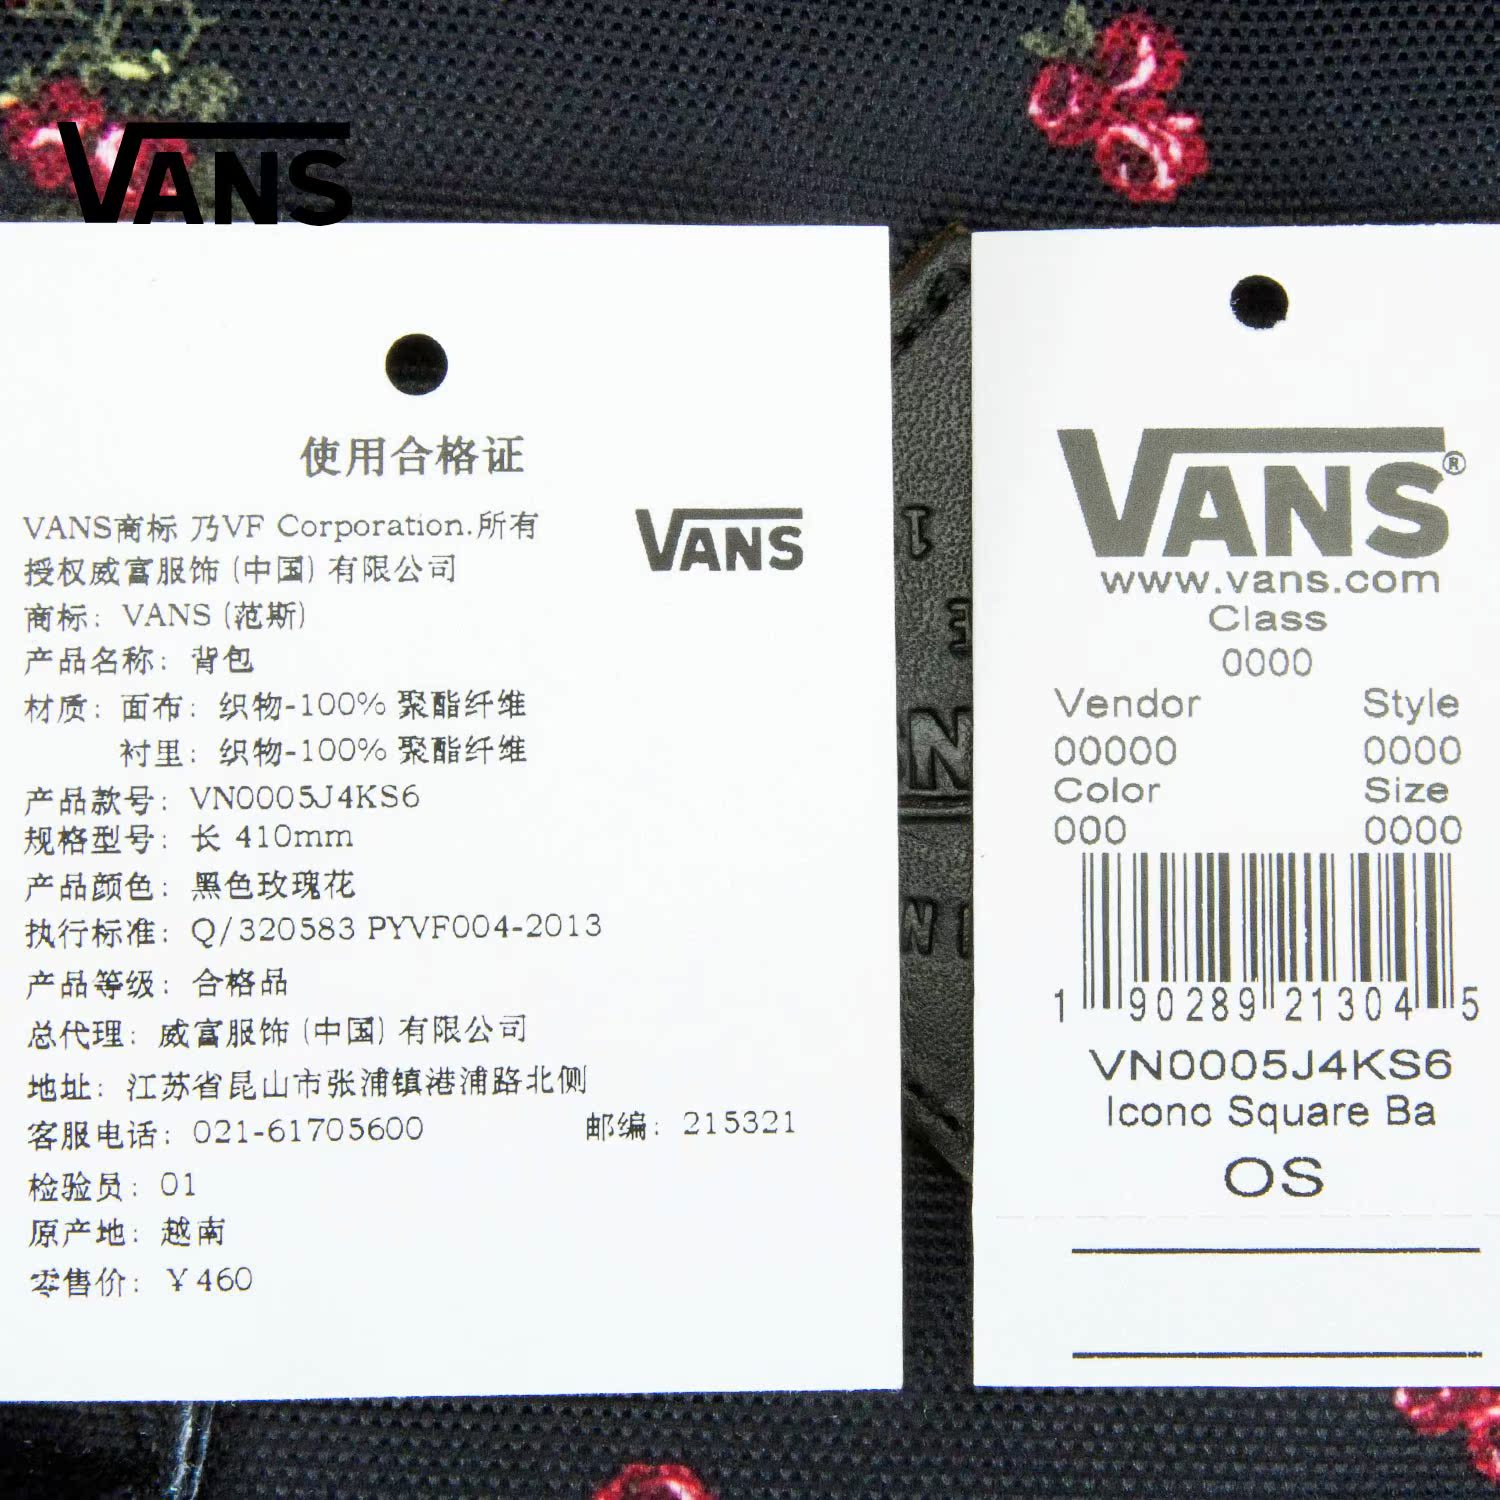 VANS
使用合格证
VANS商标 乃VF Corporation.所有
授权威富服饰(中国)有限公司
VANS
商标: VANS (范斯)
产品名称: 背包
材质: 面布: 织物-100% 聚酯纤维
衬里: 织物-100% 聚酯纤维
产品款号: VN0005J4KS6
规格型号: 长 410mm
产品颜色: 黑色玫瑰花
执行标准: Q/320583 PYVF004-2013
产品等级: 合格品
总代理: 威富服饰(中国)有限公司
地址: 江苏省昆山市张浦镇港浦路北侧
客服电话: 021-61705600 邮编: 215321
检验员: 01
原产地: 越南
零售价: ¥460
VANS®
www.vans.com
Class
0000
Vendor Style
00000 0000
Color Size
000 0000
1 90289 21304 5
VN0005J4KS6
Icono Square Ba
OS